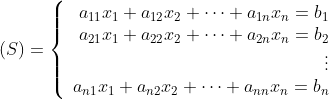 (S) = {
a₁₁x₁ + a₁₂x₂ + ⋯ + a₁ₙxₙ = b₁
a₂₁x₁ + a₂₂x₂ + ⋯ + a₂ₙxₙ = b₂
⋮
aₙ₁x₁ + aₙ₂x₂ + ⋯ + aₙₙxₙ = bₙ